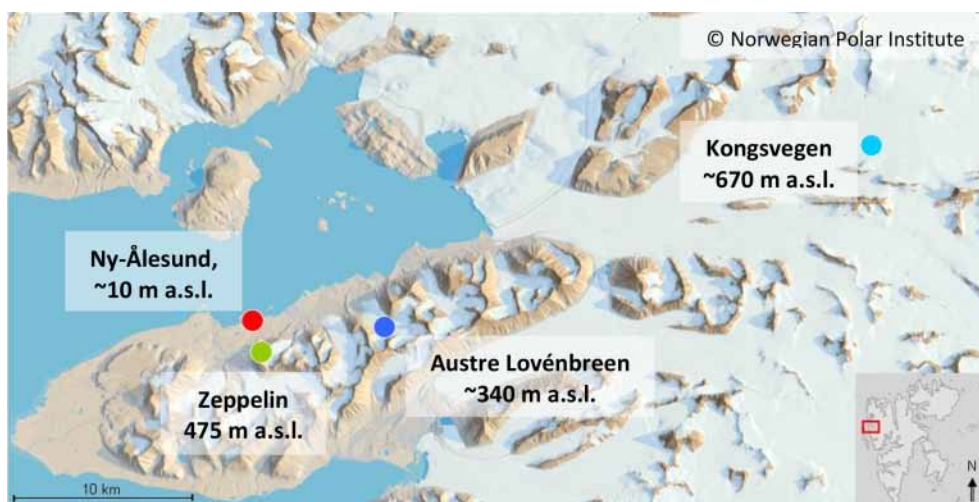 © Norwegian Polar Institute
Kongsvegen
~670 m a.s.l.
Ny-Ålesund,
~10 m a.s.l.
Austre Lovénbreen
~340 m a.s.l.
Zeppelin
475 m a.s.l.
10 km
N